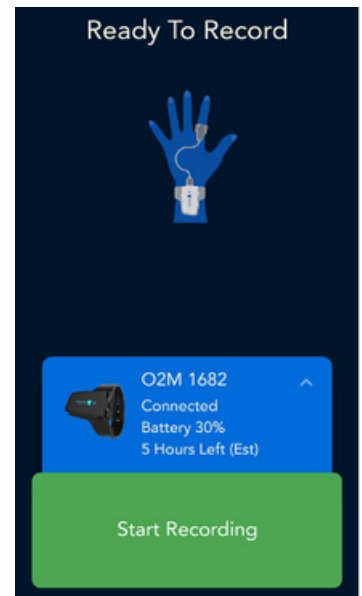 Ready To Record
O2M 1682
Connected
Battery 30%
5 Hours Left (Est)
Start Recording